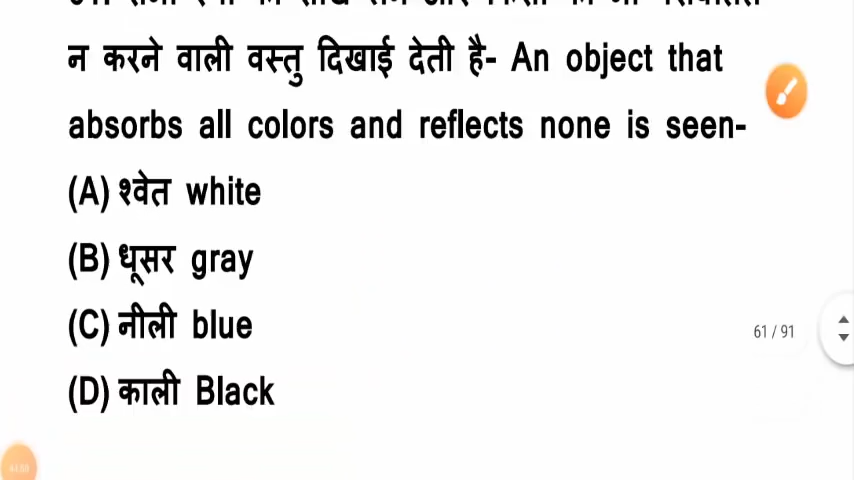 न करने वाली वस्तु दिखाई देती है- An object that
absorbs all colors and reflects none is seen-
(A) श्वेत white
(B) धूसर gray
(C) नीली blue
(D) काली Black
61 / 91